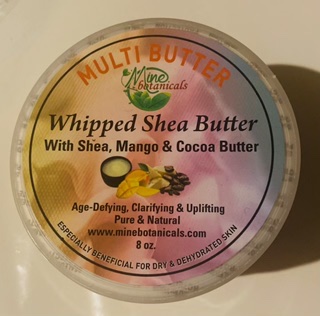 MULTI BUTTER
Mine
botanicals
Whipped Shea Butter
With Shea, Mango & Cocoa Butter
Age-Defying, Clarifying & Uplifting
Pure & Natural
www.minebotanicals.com
8 oz.
ESPECIALLY BENEFICIAL FOR DRY & DEHYDRATED SKIN